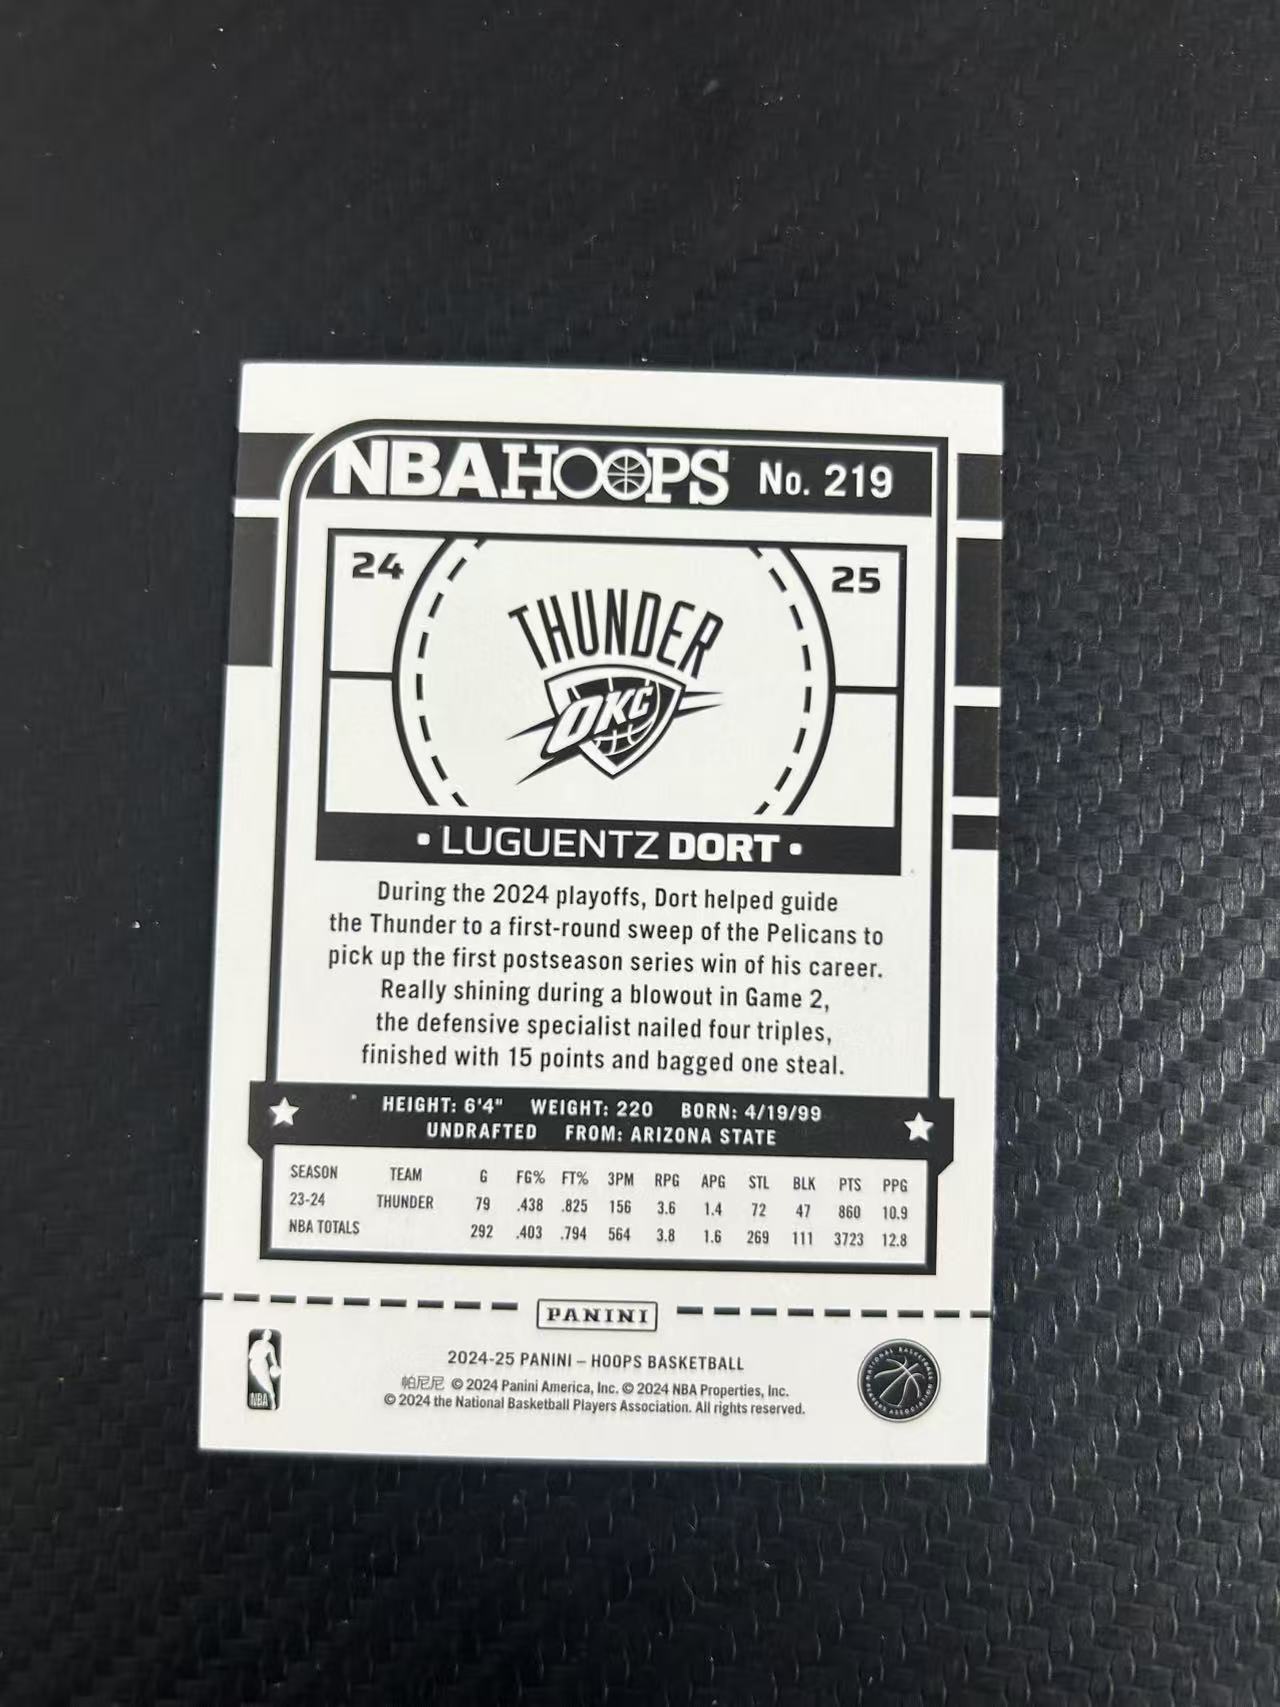 NBA HOOPS No. 219
24 25
THUNDER
OKC
• LUGUENTZ DORT •
During the 2024 playoffs, Dort helped guide
the Thunder to a first-round sweep of the Pelicans to
pick up the first postseason series win of his career.
Really shining during a blowout in Game 2,
the defensive specialist nailed four triples,
finished with 15 points and bagged one steal.
HEIGHT: 6'4" WEIGHT: 220 BORN: 4/19/99
UNDRAFTED FROM: ARIZONA STATE
SEASON TEAM G FG% FT% 3PM RPG APG STL BLK PTS PPG
23-24 THUNDER 79 .438 .825 156 3.6 1.4 72 47 860 10.9
NBA TOTALS 292 .403 .794 564 3.8 1.6 269 111 3723 12.8
PANINI
2024-25 PANINI – HOOPS BASKETBALL
帕尼尼 © 2024 Panini America, Inc. © 2024 NBA Properties, Inc.
© 2024 the National Basketball Players Association. All rights reserved.
NBA
NATIONAL BASKETBALL PLAYERS ASSOCIATION